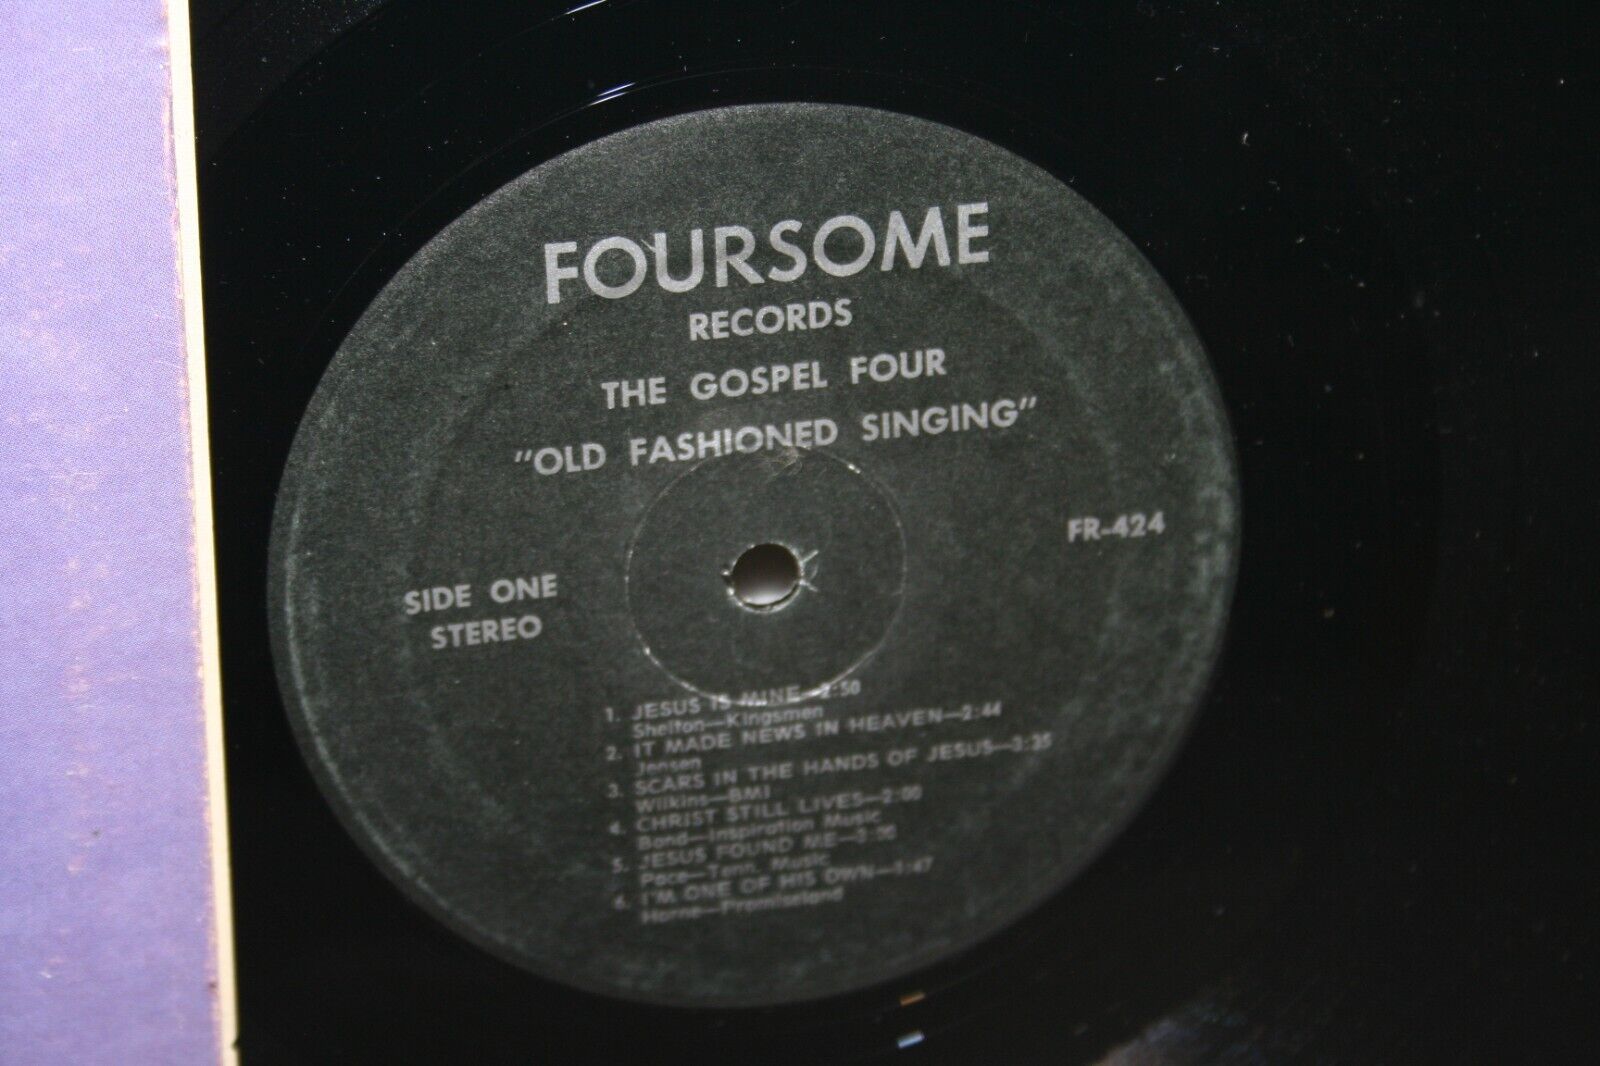 FOURSOME
RECORDS
THE GOSPEL FOUR
"OLD FASHIONED SINGING"
FR-424
SIDE ONE
STEREO
1. JESUS IS MINE—2:50
Shelton—Kingsmen
2. IT MADE NEWS IN HEAVEN—2:44
Jensen
3. SCARS IN THE HANDS OF JESUS—3:35
Wilkins—BMI
4. CHRIST STILL LIVES—2:00
Bond—Inspiration Music
5. JESUS FOUND ME—
Pace—Tenn. Music
6. I'M ONE OF HIS OWN—1:47
Horne—Promiseland